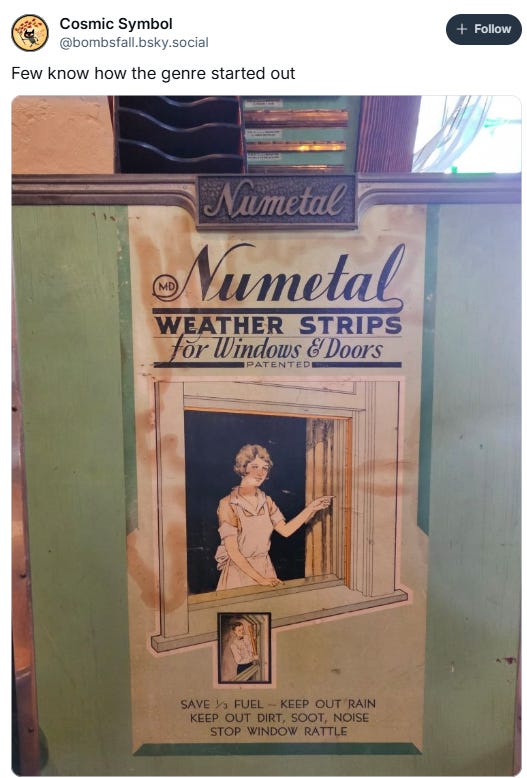 Cosmic Symbol
@bombsfall.bsky.social
+ Follow
Few know how the genre started out
Numetal
MD Numetal
WEATHER STRIPS
for Windows & Doors
PATENTED
SAVE 1/3 FUEL - KEEP OUT RAIN
KEEP OUT DIRT, SOOT, NOISE
STOP WINDOW RATTLE